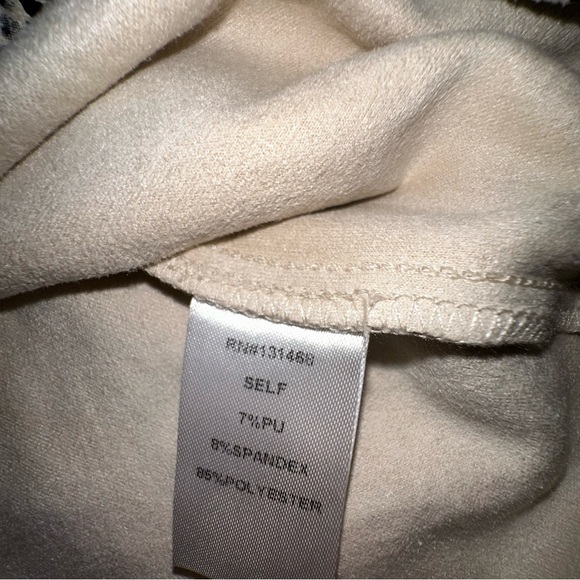 RN#131468
SELF
7%PU
8%SPANDEX
85%POLYESTER